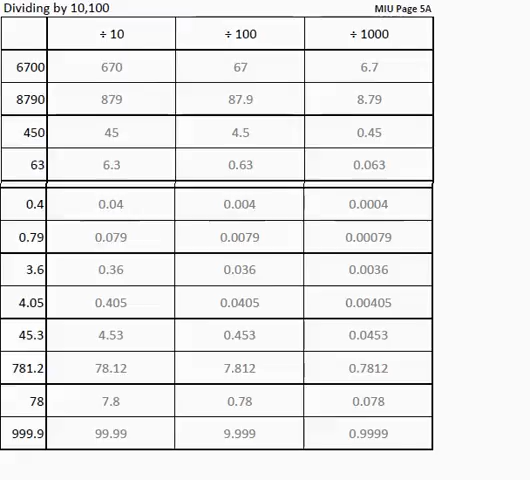 Dividing by 10,100 MIU Page 5A
÷ 10 ÷ 100 ÷ 1000
6700 670 67 6.7
8790 879 87.9 8.79
450 45 4.5 0.45
63 6.3 0.63 0.063
0.4 0.04 0.004 0.0004
0.79 0.079 0.0079 0.00079
3.6 0.36 0.036 0.0036
4.05 0.405 0.0405 0.00405
45.3 4.53 0.453 0.0453
781.2 78.12 7.812 0.7812
78 7.8 0.78 0.078
999.9 99.99 9.999 0.9999